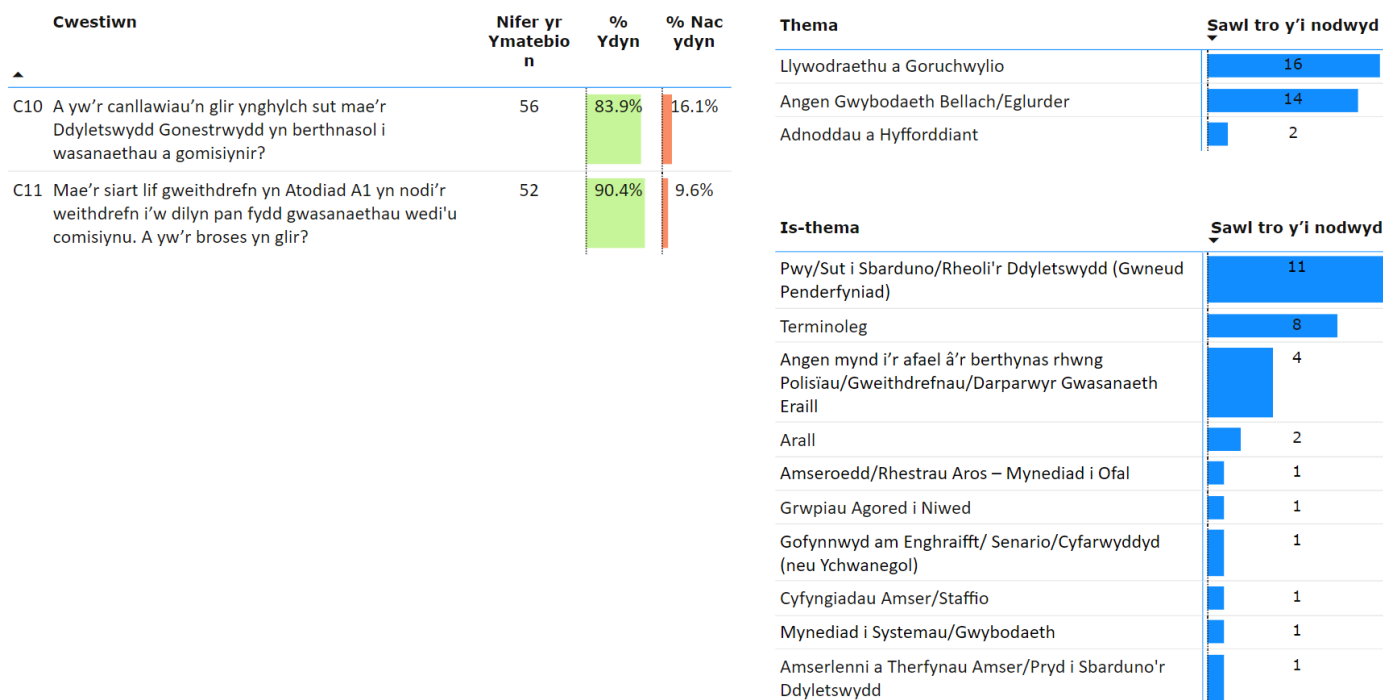 Cwestiwn
Nifer yr
Ymatebio
n
%
Ydyn
% Nac
ydyn
C10 A yw'r canllawiau'n glir ynghylch sut mae'r
Ddyletswydd Gonestrwydd yn berthnasol i
wasanaethau a gomisiynir?
56
83.9%
16.1%
C11 Mae'r siart lif gweithdrefn yn Atodiad A1 yn nodi'r
weithdrefn i'w dilyn pan fydd gwasanaethau wedi'u
comisiynu. A yw'r broses yn glir?
52
90.4%
9.6%
Thema Sawl tro y'i nodwyd
Llywodraethu a Goruchwylio 16
Angen Gwybodaeth Bellach/Eglurder 14
Adnoddau a Hyfforddiant 2
Is-thema Sawl tro y'i nodwyd
Pwy/Sut i Sbarduno/Rheoli'r Ddyletswydd (Gwneud
Penderfyniad)
11
Terminoleg 8
Angen mynd i'r afael â'r berthynas rhwng
Polisïau/Gweithdrefnau/Darparwyr Gwasanaeth
Eraill
4
Arall 2
Amseroedd/Rhestrau Aros – Mynediad i Ofal 1
Grwpiau Agored i Niwed 1
Gofynnwyd am Enghraifft/ Senario/Cyfarwyddyd
(neu Ychwanegol)
1
Cyfyngiadau Amser/Staffio 1
Mynediad i Systemau/Gwybodaeth 1
Amserlenni a Therfynau Amser/Pryd i Sbarduno'r
Ddyletswydd
1